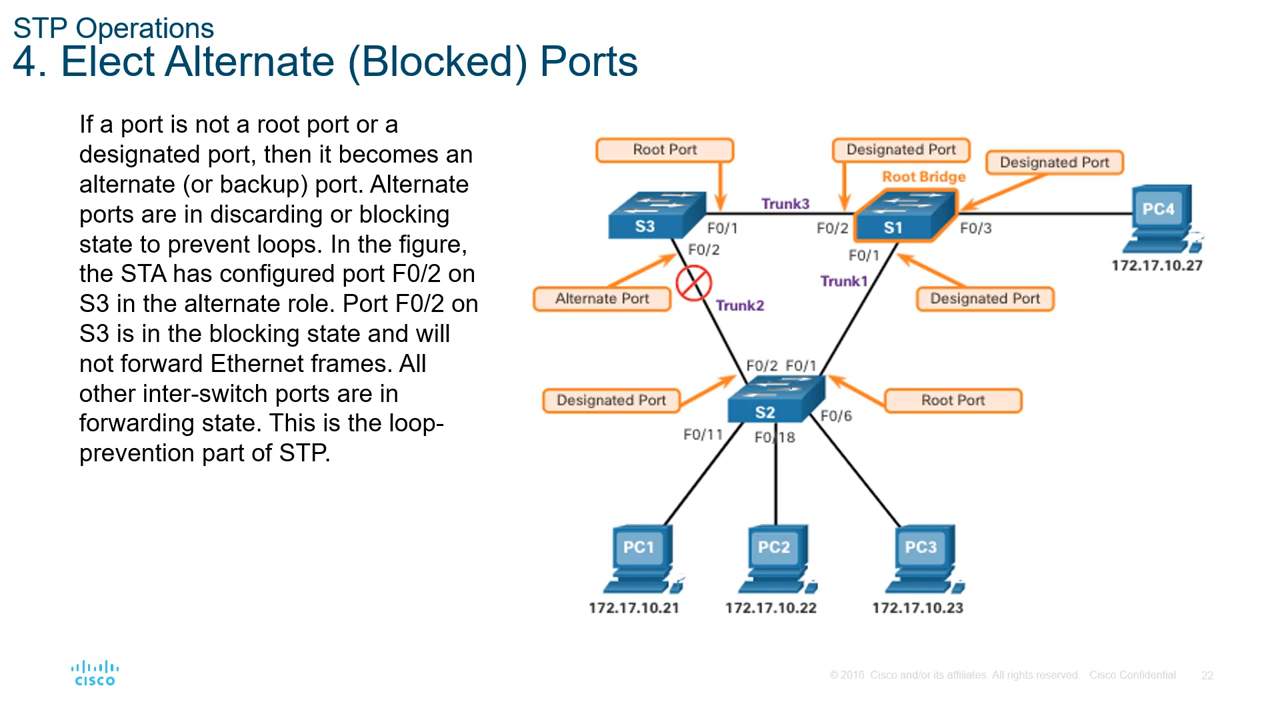 STP Operations
4. Elect Alternate (Blocked) Ports
If a port is not a root port or a
designated port, then it becomes an
alternate (or backup) port. Alternate
ports are in discarding or blocking
state to prevent loops. In the figure,
the STA has configured port F0/2 on
S3 in the alternate role. Port F0/2 on
S3 is in the blocking state and will
not forward Ethernet frames. All
other inter-switch ports are in
forwarding state. This is the loop-
prevention part of STP.
Root Port
Designated Port
Designated Port
Root Bridge
Trunk3
S3
F0/1
F0/2
S1
F0/3
PC4
172.17.10.27
F0/2
F0/1
Alternate Port
Trunk2
Trunk1
Designated Port
F0/2 F0/1
Designated Port
S2
Root Port
F0/11
F0/18
F0/6
PC1
PC2
PC3
172.17.10.21
172.17.10.22
172.17.10.23
CISCO
© 2016 Cisco and/or its affiliates. All rights reserved. Cisco Confidential
22